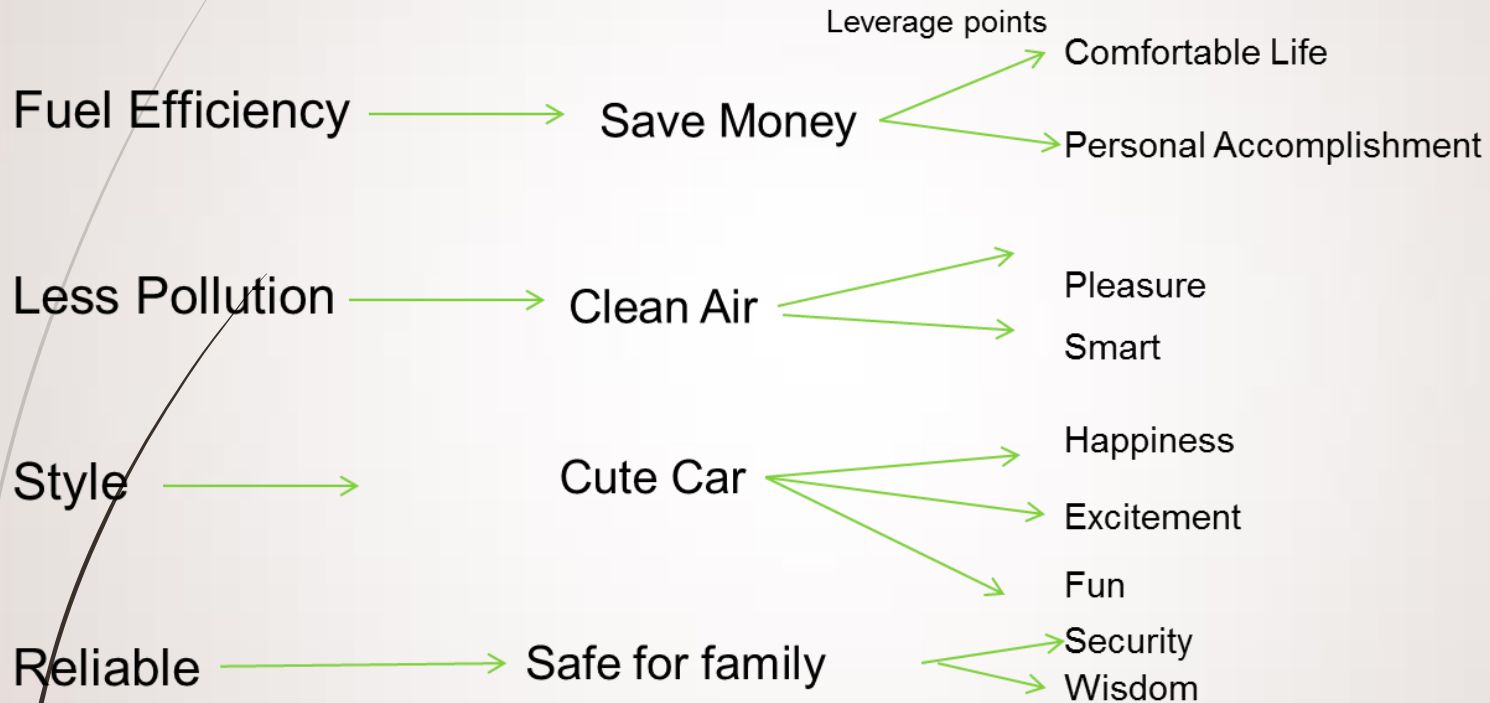 Leverage points
Fuel Efficiency
Save Money
Comfortable Life
Personal Accomplishment
Less Pollution
Clean Air
Pleasure
Smart
Style
Cute Car
Happiness
Excitement
Fun
Reliable
Safe for family
Security
Wisdom